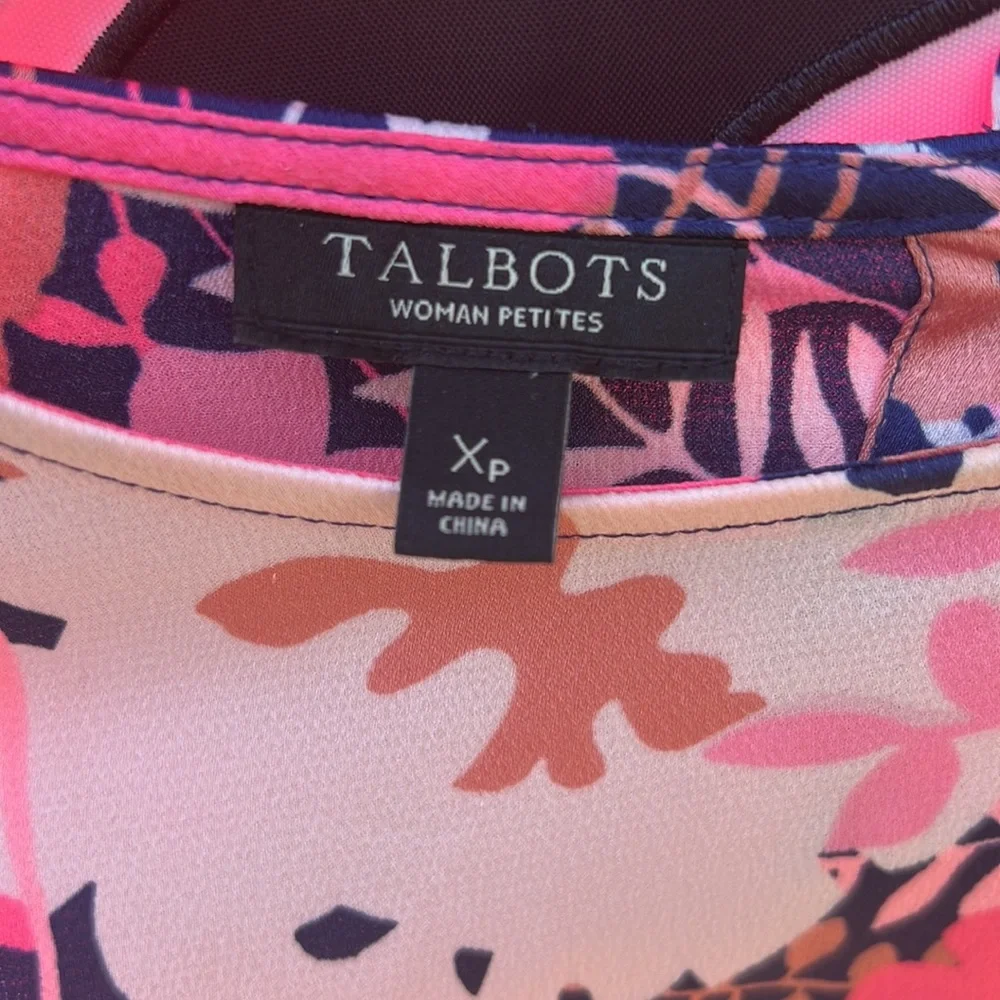 TALBOTS
WOMAN PETITES
XP
MADE IN
CHINA